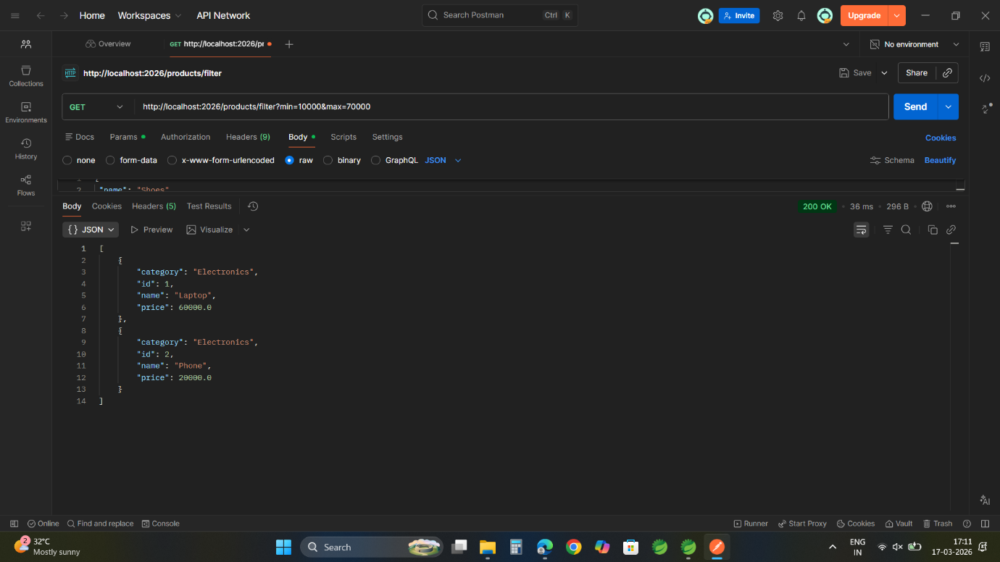 Home Workspaces API Network Search Postman Ctrl K Invite Upgrade
Overview GET http://localhost:2026/pr No environment
HTTP http://localhost:2026/products/filter Save Share
Collections
GET http://localhost:2026/products/filter?min=10000&max=70000 Send
Environments
Docs Params Authorization Headers (9) Body Scripts Settings Cookies
History
none form-data x-www-form-urlencoded raw binary GraphQL JSON Schema Beautify
2 "name": "Shoes"
Flows
Body Cookies Headers (5) Test Results 200 OK 36 ms 296 B
{} JSON Preview Visualize
1 [
2 {
3 "category": "Electronics",
4 "id": 1,
5 "name": "Laptop",
6 "price": 60000.0
7 },
8 {
9 "category": "Electronics",
10 "id": 2,
11 "name": "Phone",
12 "price": 20000.0
13 }
14 ]
AI
Online Find and replace Console Runner Start Proxy Cookies Vault Trash
2 32°C Mostly sunny
Search
ENG IN
17:11
17-03-2026